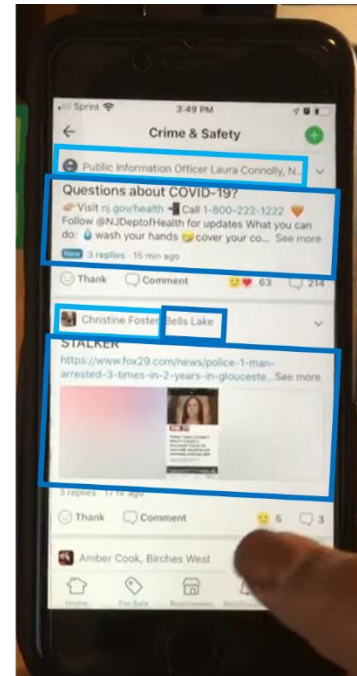 Sprint 3:49 PM
Crime & Safety
Public Information Officer Laura Connolly, N...
Questions about COVID-19?
👉Visit nj.gov/health 📲Call 1-800-222-1222 🧡
Follow @NJDeptofHealth for updates What you can
do: 💧 wash your hands 🤧cover your co... See more
New 3 replies · 15 min ago
Thank Comment 63 214
Christine Foster, Bells Lake
STALKER
https://www.fox29.com/news/police-1-man-
arrested-3-times-in-2-years-in-glouceste... See more
3 replies · 17 hr ago
Thank Comment 5 3
Amber Cook, Birches West
Home For Sale